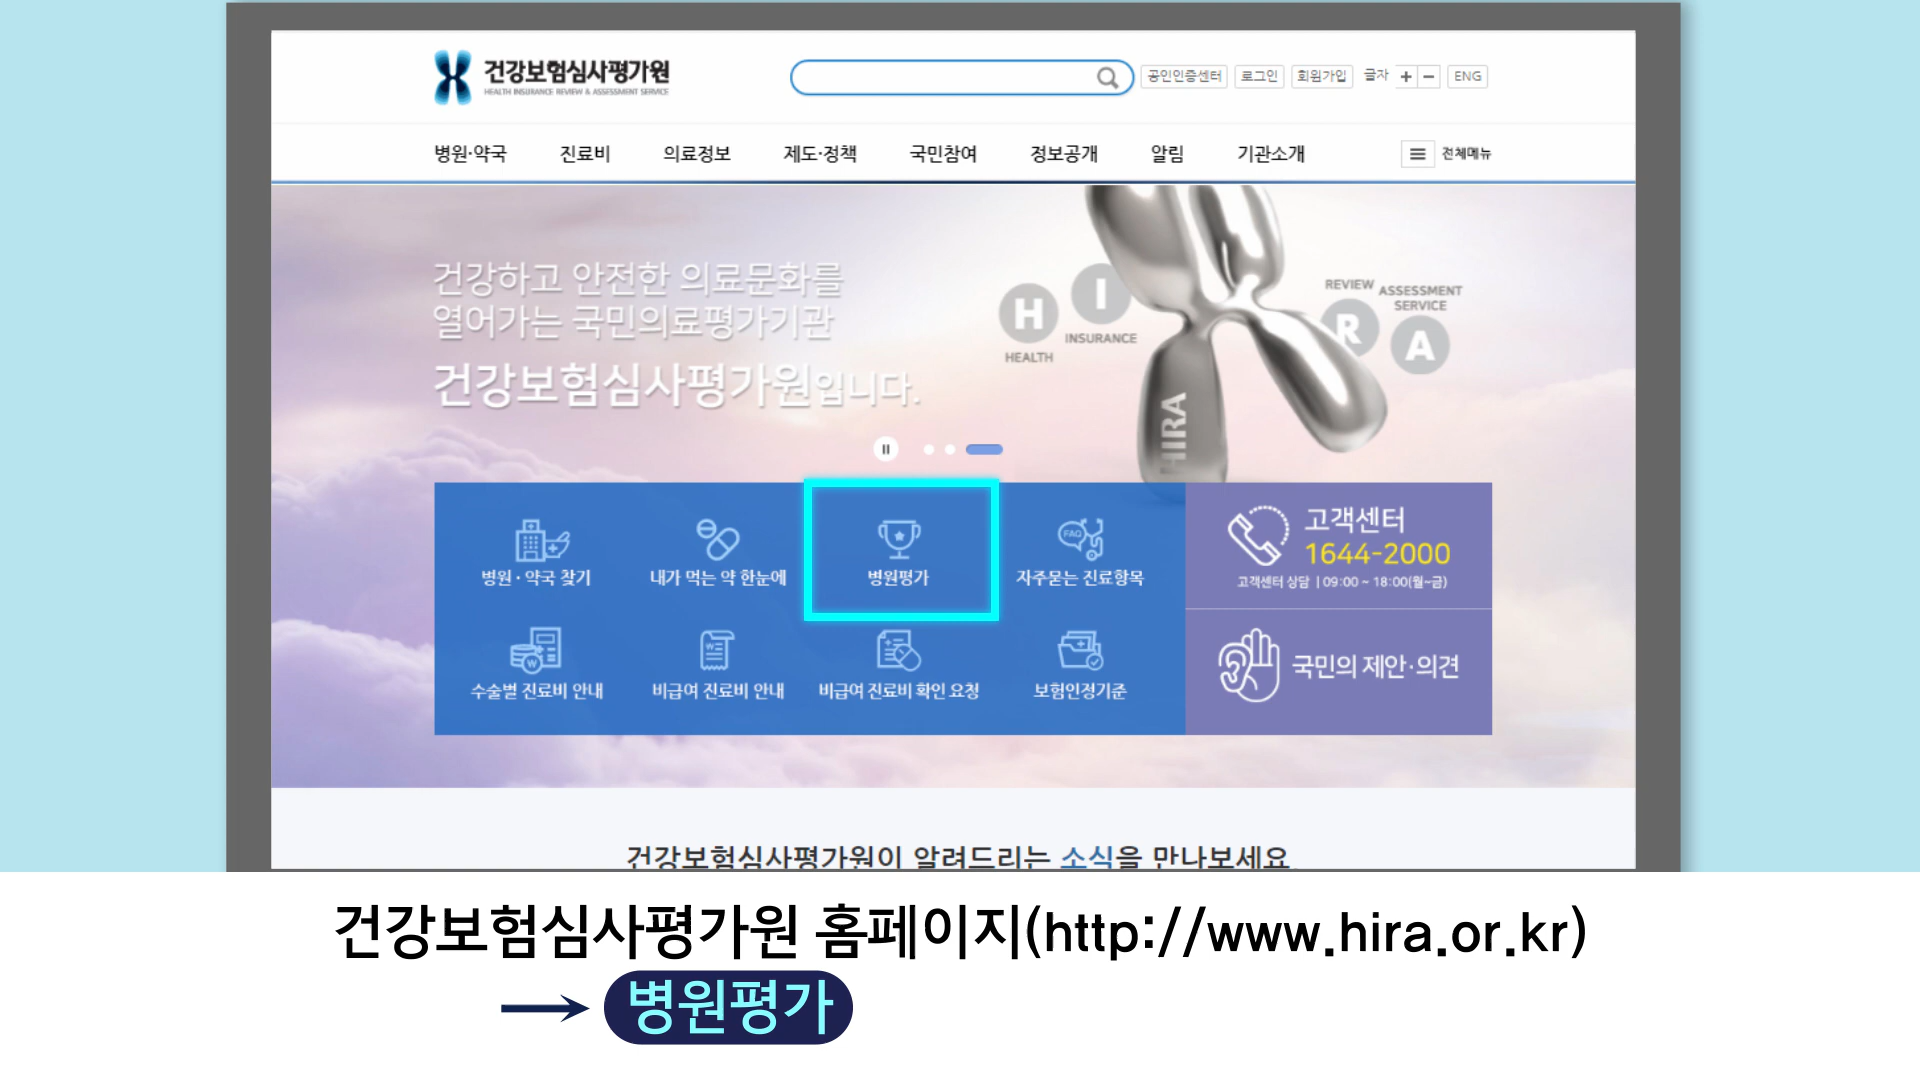 건강보험심사평가원
HEALTH INSURANCE REVIEW & ASSESSMENT SERVICE
공인인증센터 로그인 회원가입 글자 + − ENG
병원·약국 진료비 의료정보 제도·정책 국민참여 정보공개 알림 기관소개 전체메뉴
건강하고 안전한 의료문화를
열어가는 국민의료평가기관
건강보험심사평가원입니다.
H I R A
HEALTH INSURANCE REVIEW ASSESSMENT SERVICE
HIRA
병원·약국 찾기 내가 먹는 약 한눈에 병원평가 FAQ 자주묻는 진료항목
수술별 진료비 안내 비급여 진료비 안내 비급여 진료비 확인 요청 보험인정기준
고객센터
1644-2000
고객센터 상담 | 09:00 ~ 18:00(월~금)
국민의 제안·의견
건강보험심사평가원이 알려드리는 소식을 만나보세요.
건강보험심사평가원 홈페이지(http://www.hira.or.kr)
→ 병원평가